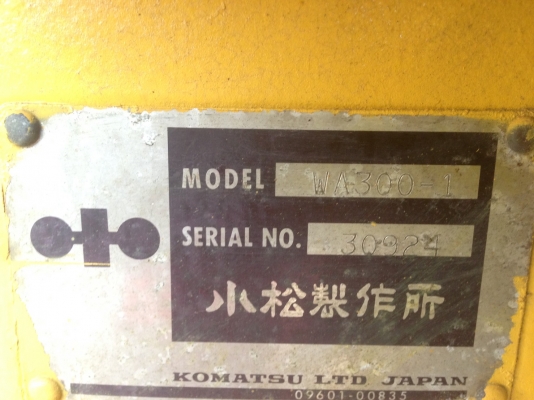 MODEL WA300-1
SERIAL NO. 30924
小松製作所
KOMATSU LTD JAPAN
09601-00835